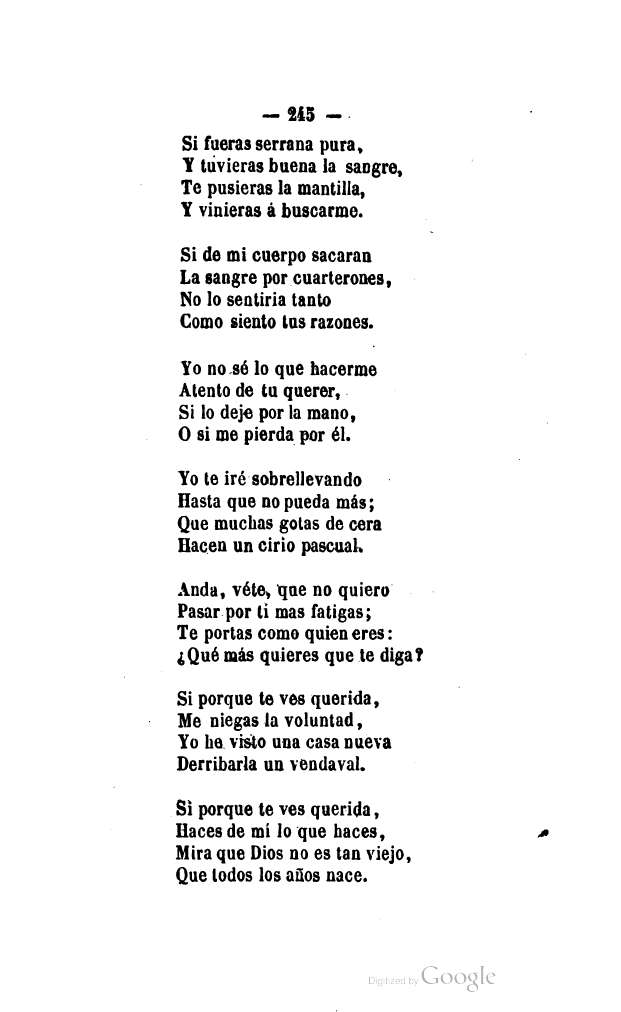 — 245 —
Si fueras serrana pura,
Y tuvieras buena la sangre,
Te pusieras la mantilla,
Y vinieras á buscarme.
Si de mi cuerpo sacaran
La sangre por cuarterones,
No lo sentiria tanto
Como siento tus razones.
Yo no sé lo que hacerme
Atento de tu querer,
Si lo deje por la mano,
O si me pierda por él.
Yo te iré sobrellevando
Hasta que no pueda más;
Que muchas gotas de cera
Hacen un cirio pascual.
Anda, véte, que no quiero
Pasar por ti mas fatigas;
Te portas como quien eres:
¿Qué más quieres que te diga?
Si porque te ves querida,
Me niegas la voluntad,
Yo he visto una casa nueva
Derribarla un vendaval.
Si porque te ves querida,
Haces de mí lo que haces,
Mira que Dios no es tan viejo,
Que todos los años nace.
Digitized by Google